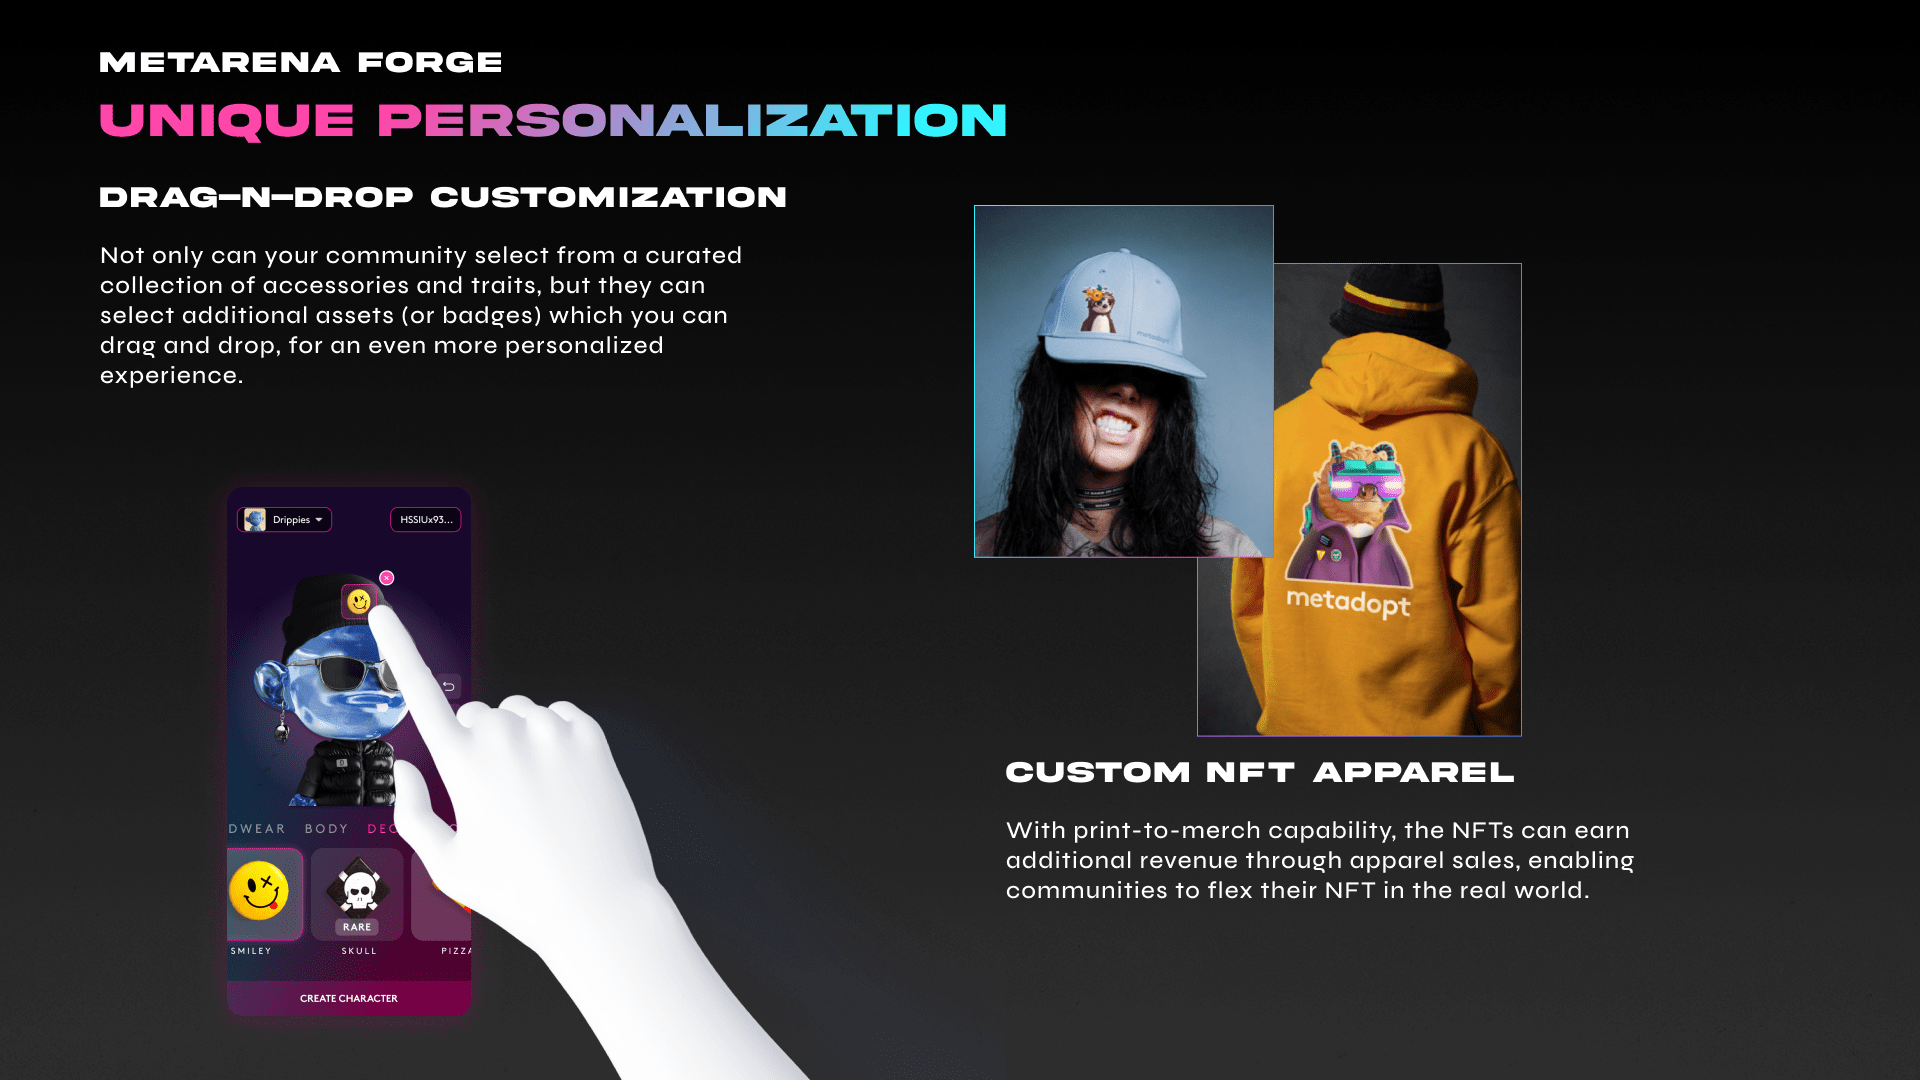 METARENA FORGE
UNIQUE PERSONALIZATION
DRAG-N-DROP CUSTOMIZATION
Not only can your community select from a curated
collection of accessories and traits, but they can
select additional assets (or badges) which you can
drag and drop, for an even more personalized
experience.
Drippies
HSSIUx93...
DWEAR BODY DEC
RARE
SMILEY SKULL PIZZA
CREATE CHARACTER
metadopt
metadopt
CUSTOM NFT APPAREL
With print-to-merch capability, the NFTs can earn
additional revenue through apparel sales, enabling
communities to flex their NFT in the real world.